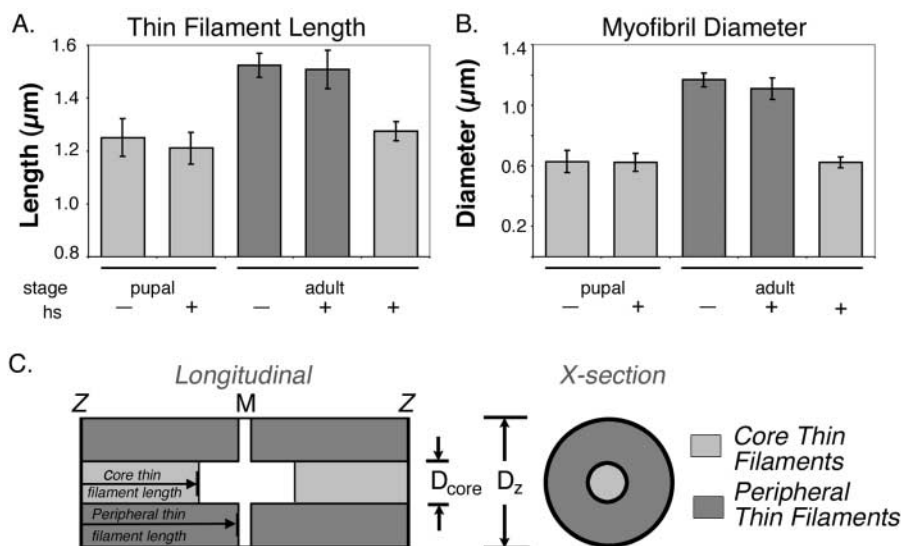 A.
Thin Filament Length
Length (µm)
1.6
1.4
1.2
1.0
0.8
stage
pupal
adult
hs
— + — + +
B.
Myofibril Diameter
Diameter (µm)
1.4
1.0
0.6
0.2
pupal
adult
— + — + +
C.
Longitudinal
X-section
Z M Z
Core thin
filament length
Peripheral thin
filament length
Dcore
Dz
Core Thin
Filaments
Peripheral
Thin Filaments